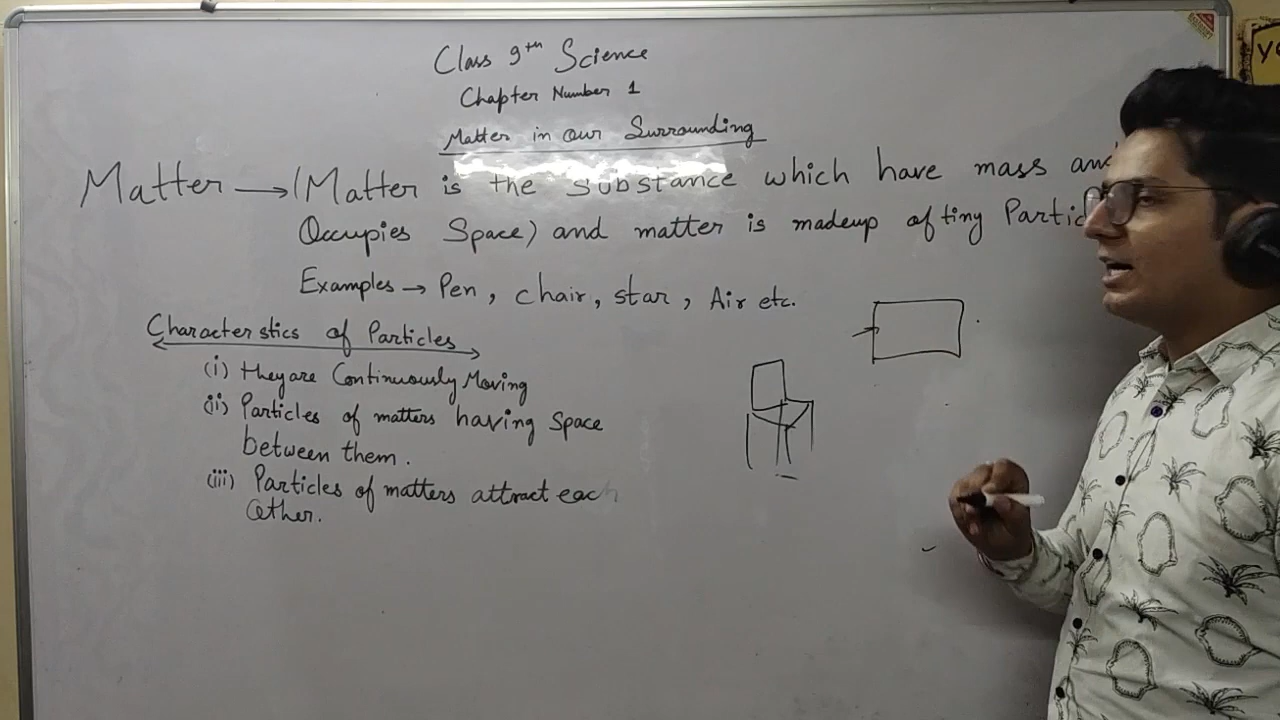 Class 9th Science
Chapter Number 1
Matter in our Surrounding
Matter → (Matter is the substance which have mass an
Occupies Space) and matter is madeup of tiny Partic
Examples → Pen, chair, star, Air etc.
Characterstics of Particles
(i) they are Continuously Moving
(ii) Particles of matters having space
between them.
(iii) Particles of matters attract each
Other.